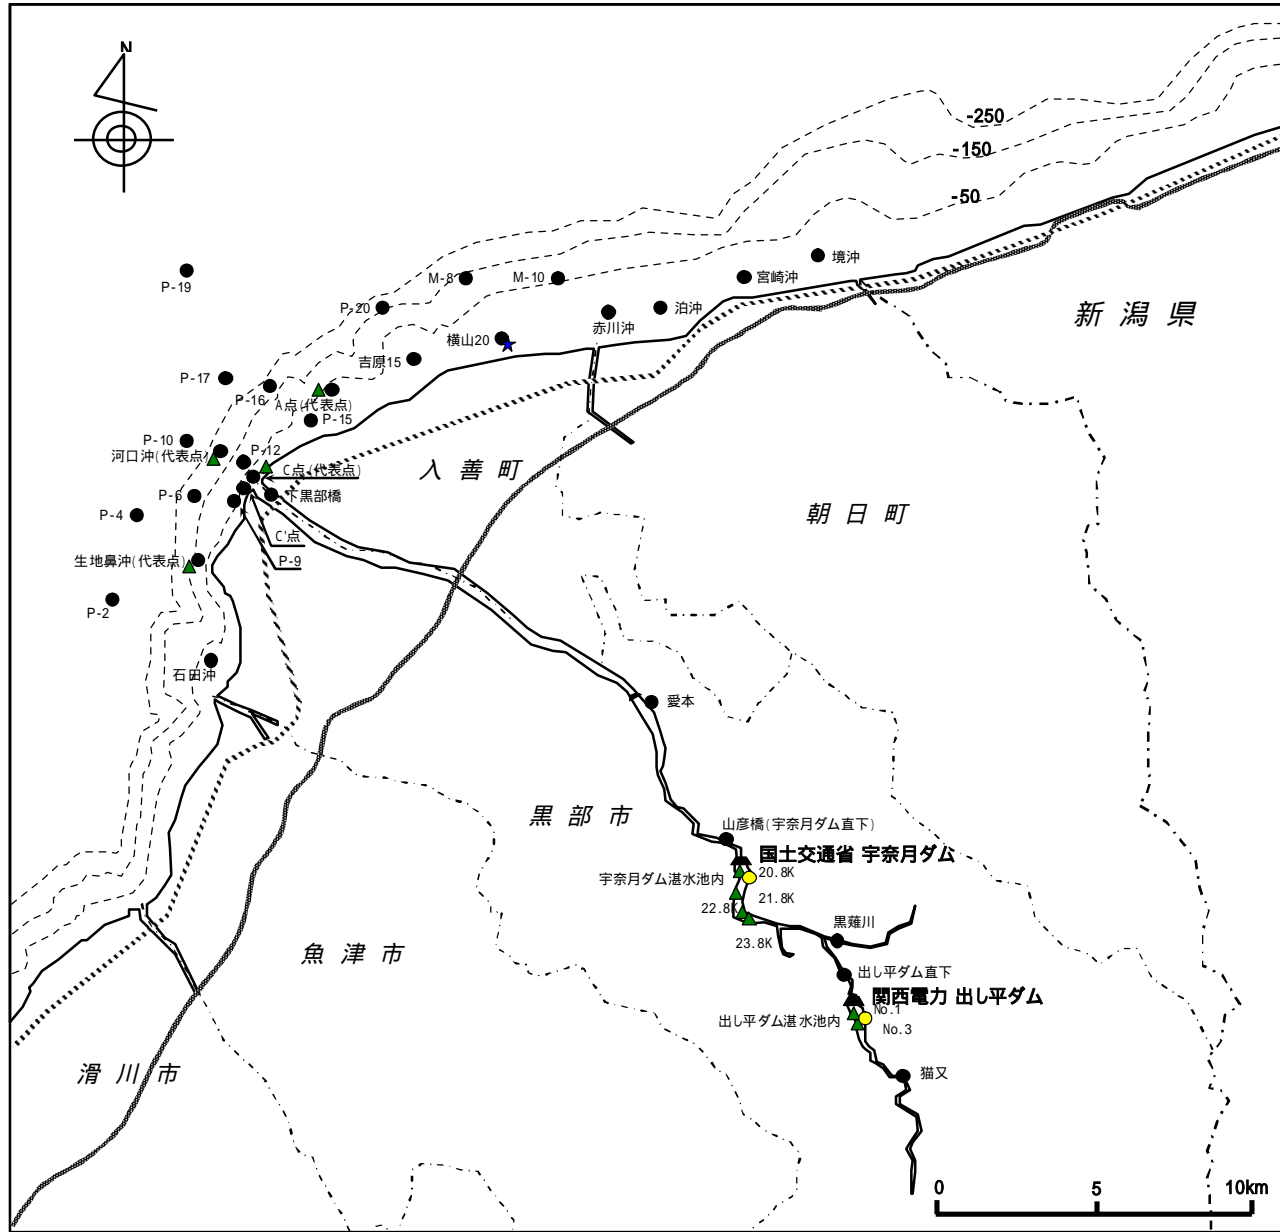 N
-250
-150
-50
境沖
宮崎沖
P-19
M-8
M-10
P-20
泊沖
赤川沖
新潟県
横山20
吉原15
P-17
P-16
A点(代表点)
P-15
P-10
P-12
河口沖(代表点)
C点(代表点)
入善町
P-6
下黒部橋
P-4
朝日町
C'点
生地鼻沖(代表点)
P-9
P-2
石田沖
愛本
黒部市
山彦橋(宇奈月ダム直下)
国土交通省 宇奈月ダム
20.8K
宇奈月ダム湛水池内
21.8K
22.8K
黒薙川
23.8K
魚津市
出し平ダム直下
関西電力 出し平ダム
No.1
出し平ダム湛水池内
No.3
滑川市
猫又
0 5 10km